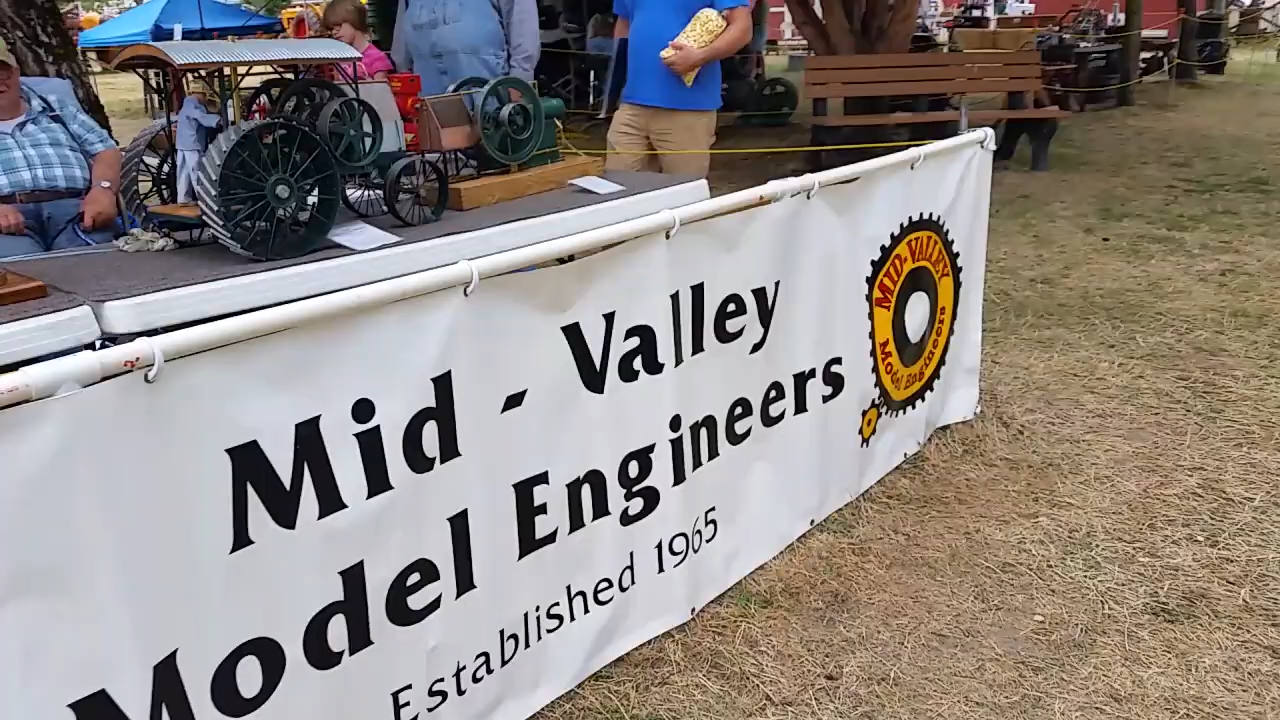 Mid - Valley
Model Engineers
Established 1965
MID-VALLEY
Model Engineers